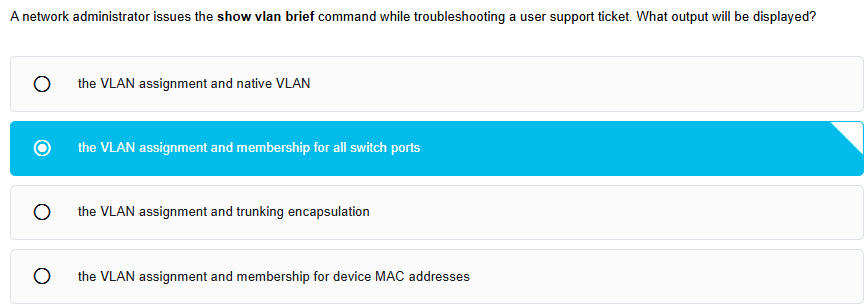 A network administrator issues the show vlan brief command while troubleshooting a user support ticket. What output will be displayed?
the VLAN assignment and native VLAN
the VLAN assignment and membership for all switch ports
the VLAN assignment and trunking encapsulation
the VLAN assignment and membership for device MAC addresses